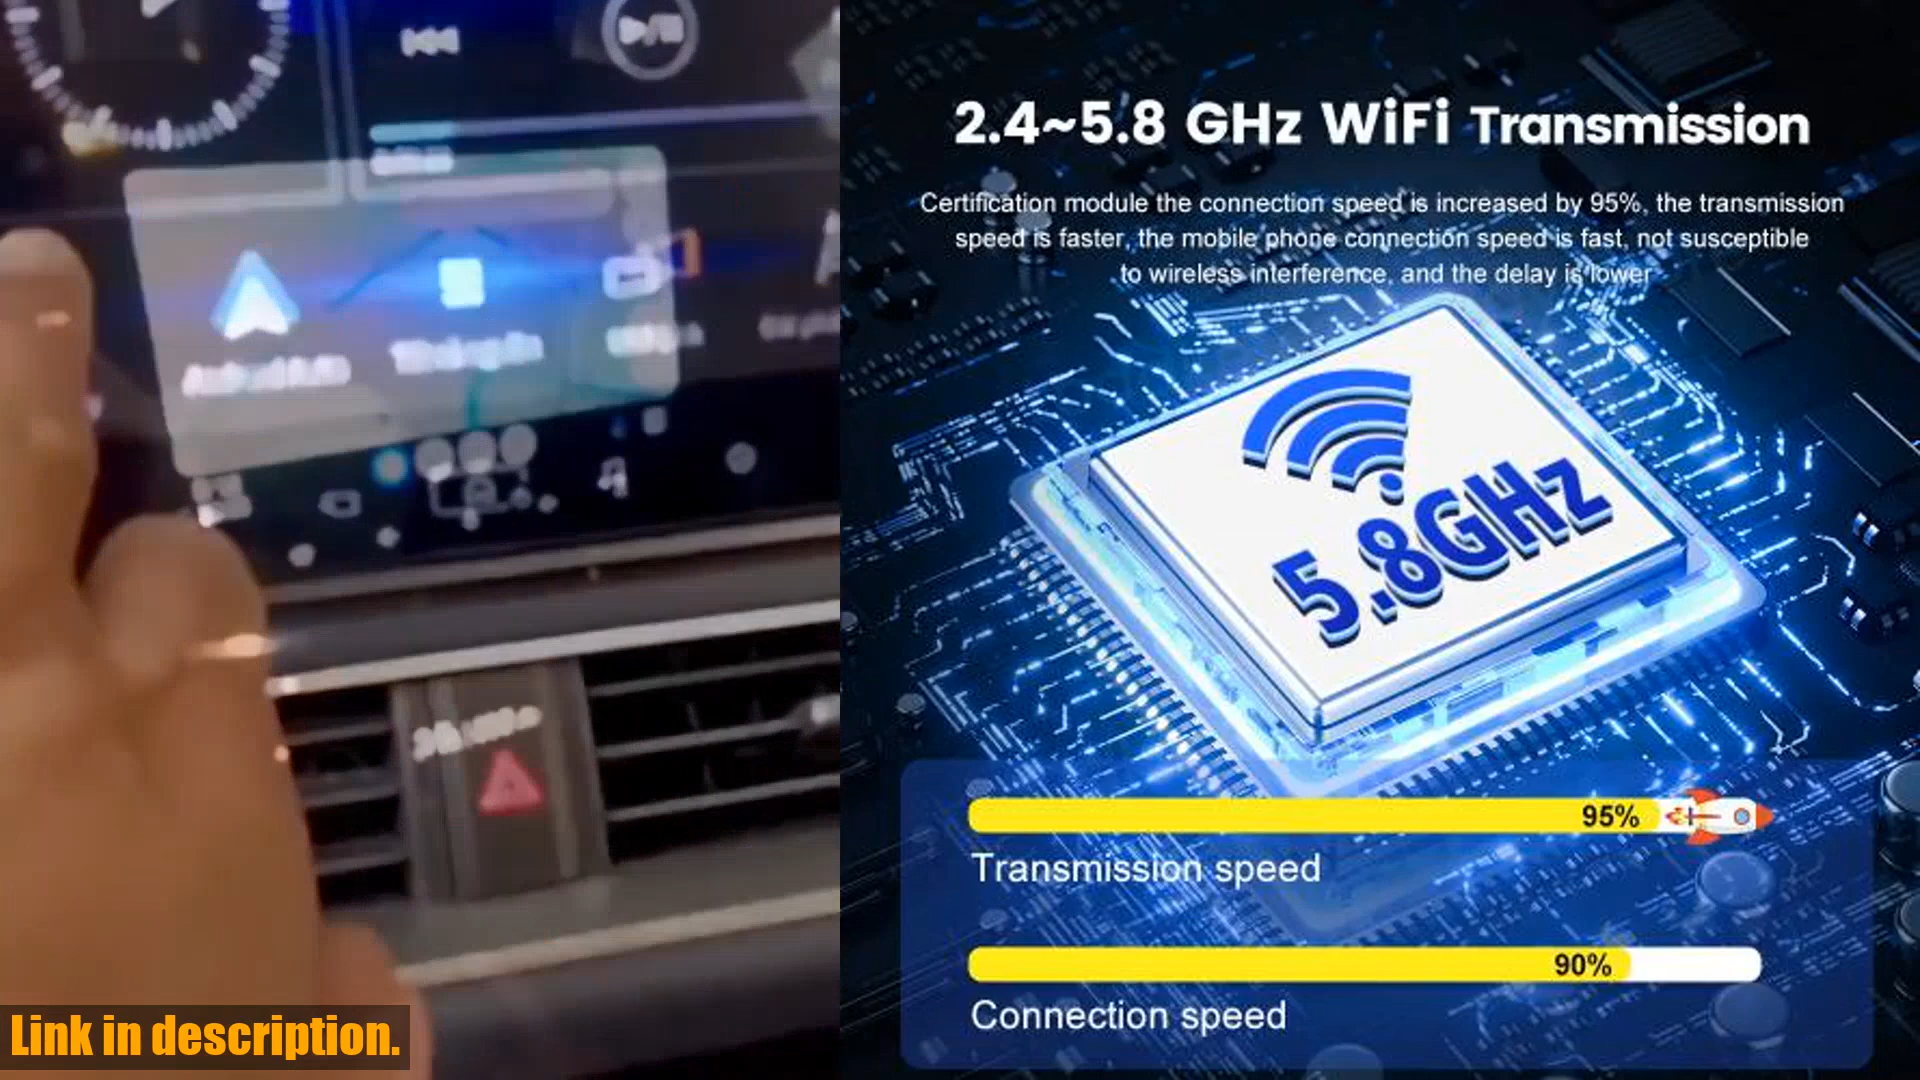 Android Auto
Link in description.
2.4~5.8 GHz WiFi Transmission
Certification module the connection speed is increased by 95%, the transmission
speed is faster, the mobile phone connection speed is fast, not susceptible
to wireless interference, and the delay is lower
5.8GHz
95%
Transmission speed
90%
Connection speed